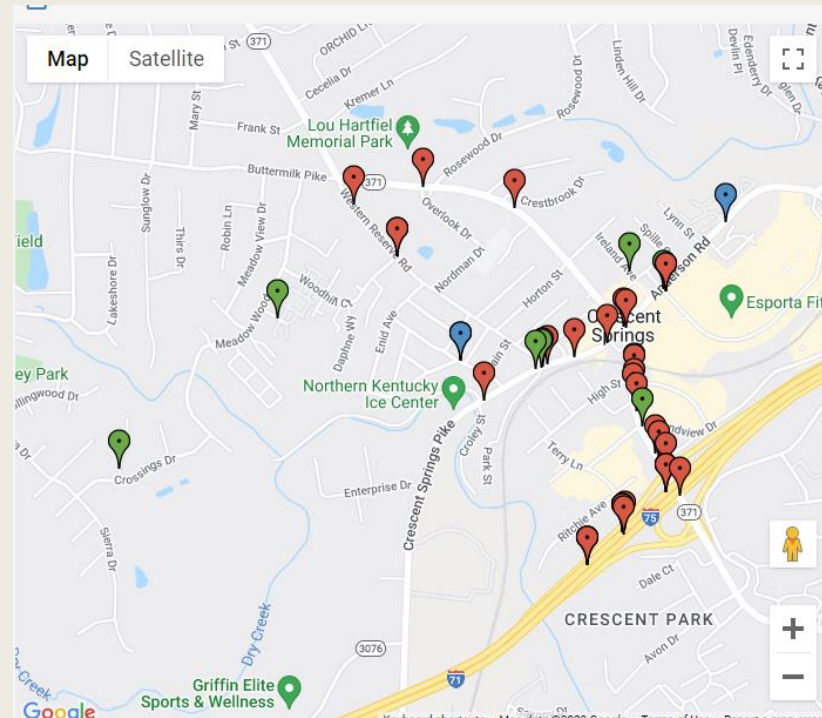 Map
Satellite
371
ORCHID
Cecelia Dr
Kremer Ln
Mary St
Frank St
Lou Hartfiel
Memorial Park
Rosewood Dr
Rosewood Dr
Linden Hill Dr
Devlin Pl
Edenderry Dr
Buttermilk Pike
371
Crestbrook Dr
Overlook Dr
Western Reserve Rd
Sunglow Dr
Thirs Dr
Robin Ln
Meadow View Dr
Nordman Dr
Lynn St
Spille
Ireland Ave
Anderson Rd
Lakeshore Dr
Woodhill Ct
Horton St
Meadow Wood
Daphne Wy
Enid Ave
Crescent
Springs
Esporta Fit
ey Park
llingwood Dr
Northern Kentucky
Ice Center
High St
ndview Dr
Croley St
Park St
Terry Ln
Crossings Dr
Sierra Dr
Enterprise Dr
Crescent Springs Pike
Ritchie Ave
75
371
Dale Ct
CRESCENT PARK
Avon Dr
Dry Creek
3076
71
Griffin Elite
Sports & Wellness
Google